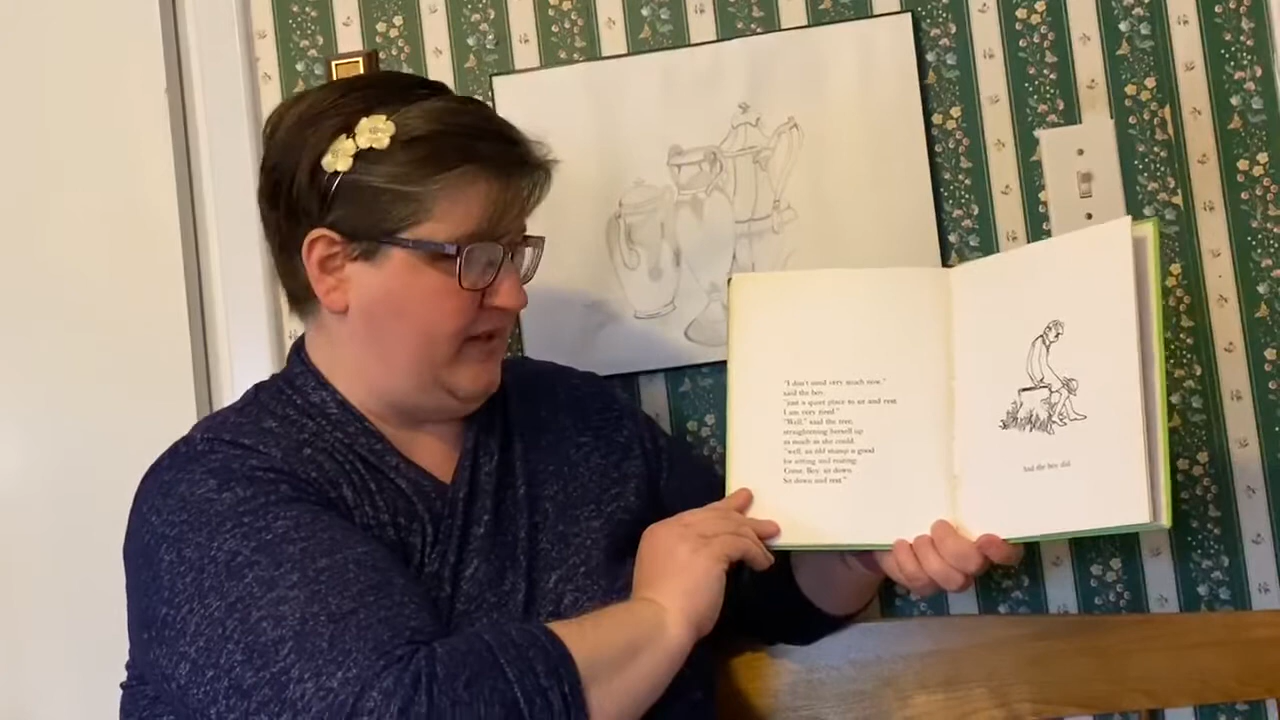 "I don't need very much now,"
said the boy.
"just a quiet place to sit and rest.
I am very tired."
"Well," said the tree,
straightening herself up
as much as she could,
"well, an old stump is good
for sitting and resting.
Come, Boy, sit down.
Sit down and rest."
And the boy did.